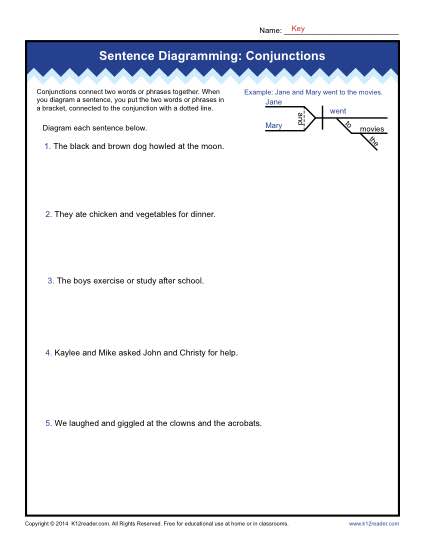 Name: Key
Sentence Diagramming: Conjunctions
Conjunctions connect two words or phrases together. When
you diagram a sentence, you put the two words or phrases in
a bracket, connected to the conjunction with a dotted line.
Example: Jane and Mary went to the movies.
Jane
went
and
Mary
to
movies
the
Diagram each sentence below.
1. The black and brown dog howled at the moon.
2. They ate chicken and vegetables for dinner.
3. The boys exercise or study after school.
4. Kaylee and Mike asked John and Christy for help.
5. We laughed and giggled at the clowns and the acrobats.
Copyright © 2014 K12reader.com. All Rights Reserved. Free for educational use at home or in classrooms. www.k12reader.com